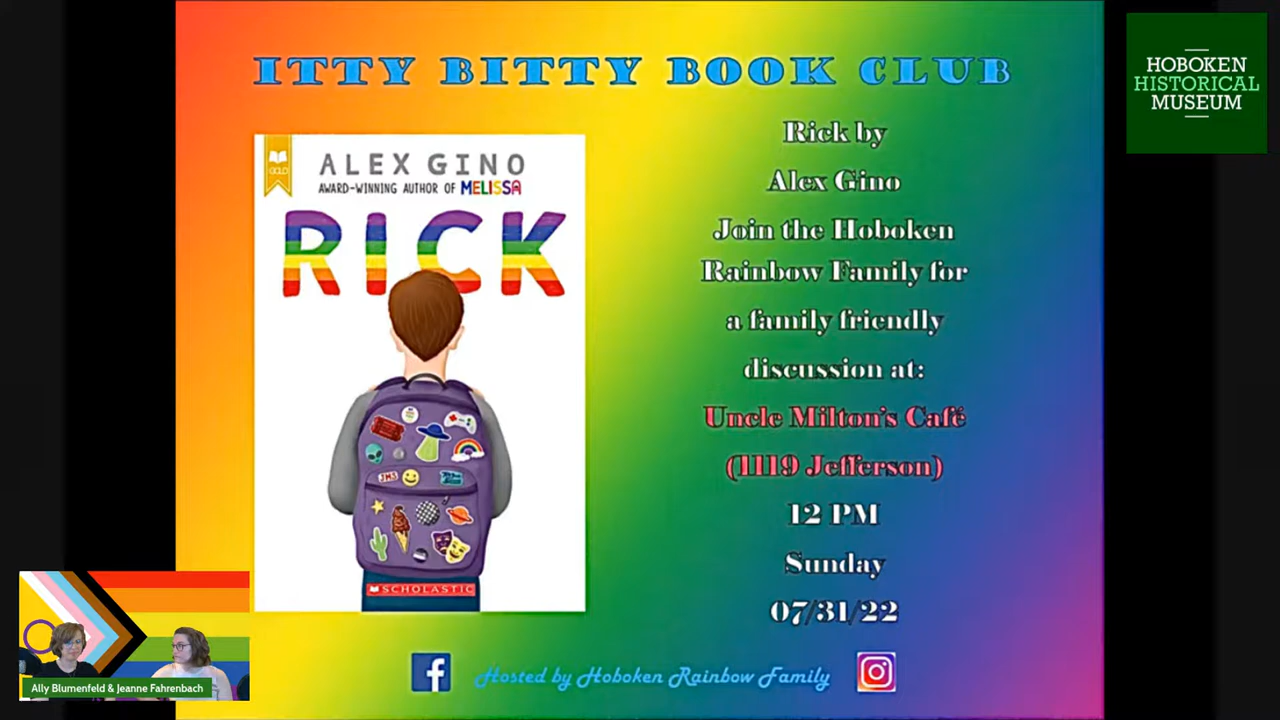 ITTY BITTY BOOK CLUB
HOBOKEN
HISTORICAL
MUSEUM
GOLD
ALEX GINO
AWARD-WINNING AUTHOR OF MELISSA
RICK
JMS
SCHOLASTIC
Rick by
Alex Gino
Join the Hoboken
Rainbow Family for
a family friendly
discussion at:
Uncle Milton's Café
(1119 Jefferson)
12 PM
Sunday
07/31/22
Hosted by Hoboken Rainbow Family
Ally Blumenfeld & Jeanne Fahrenbach